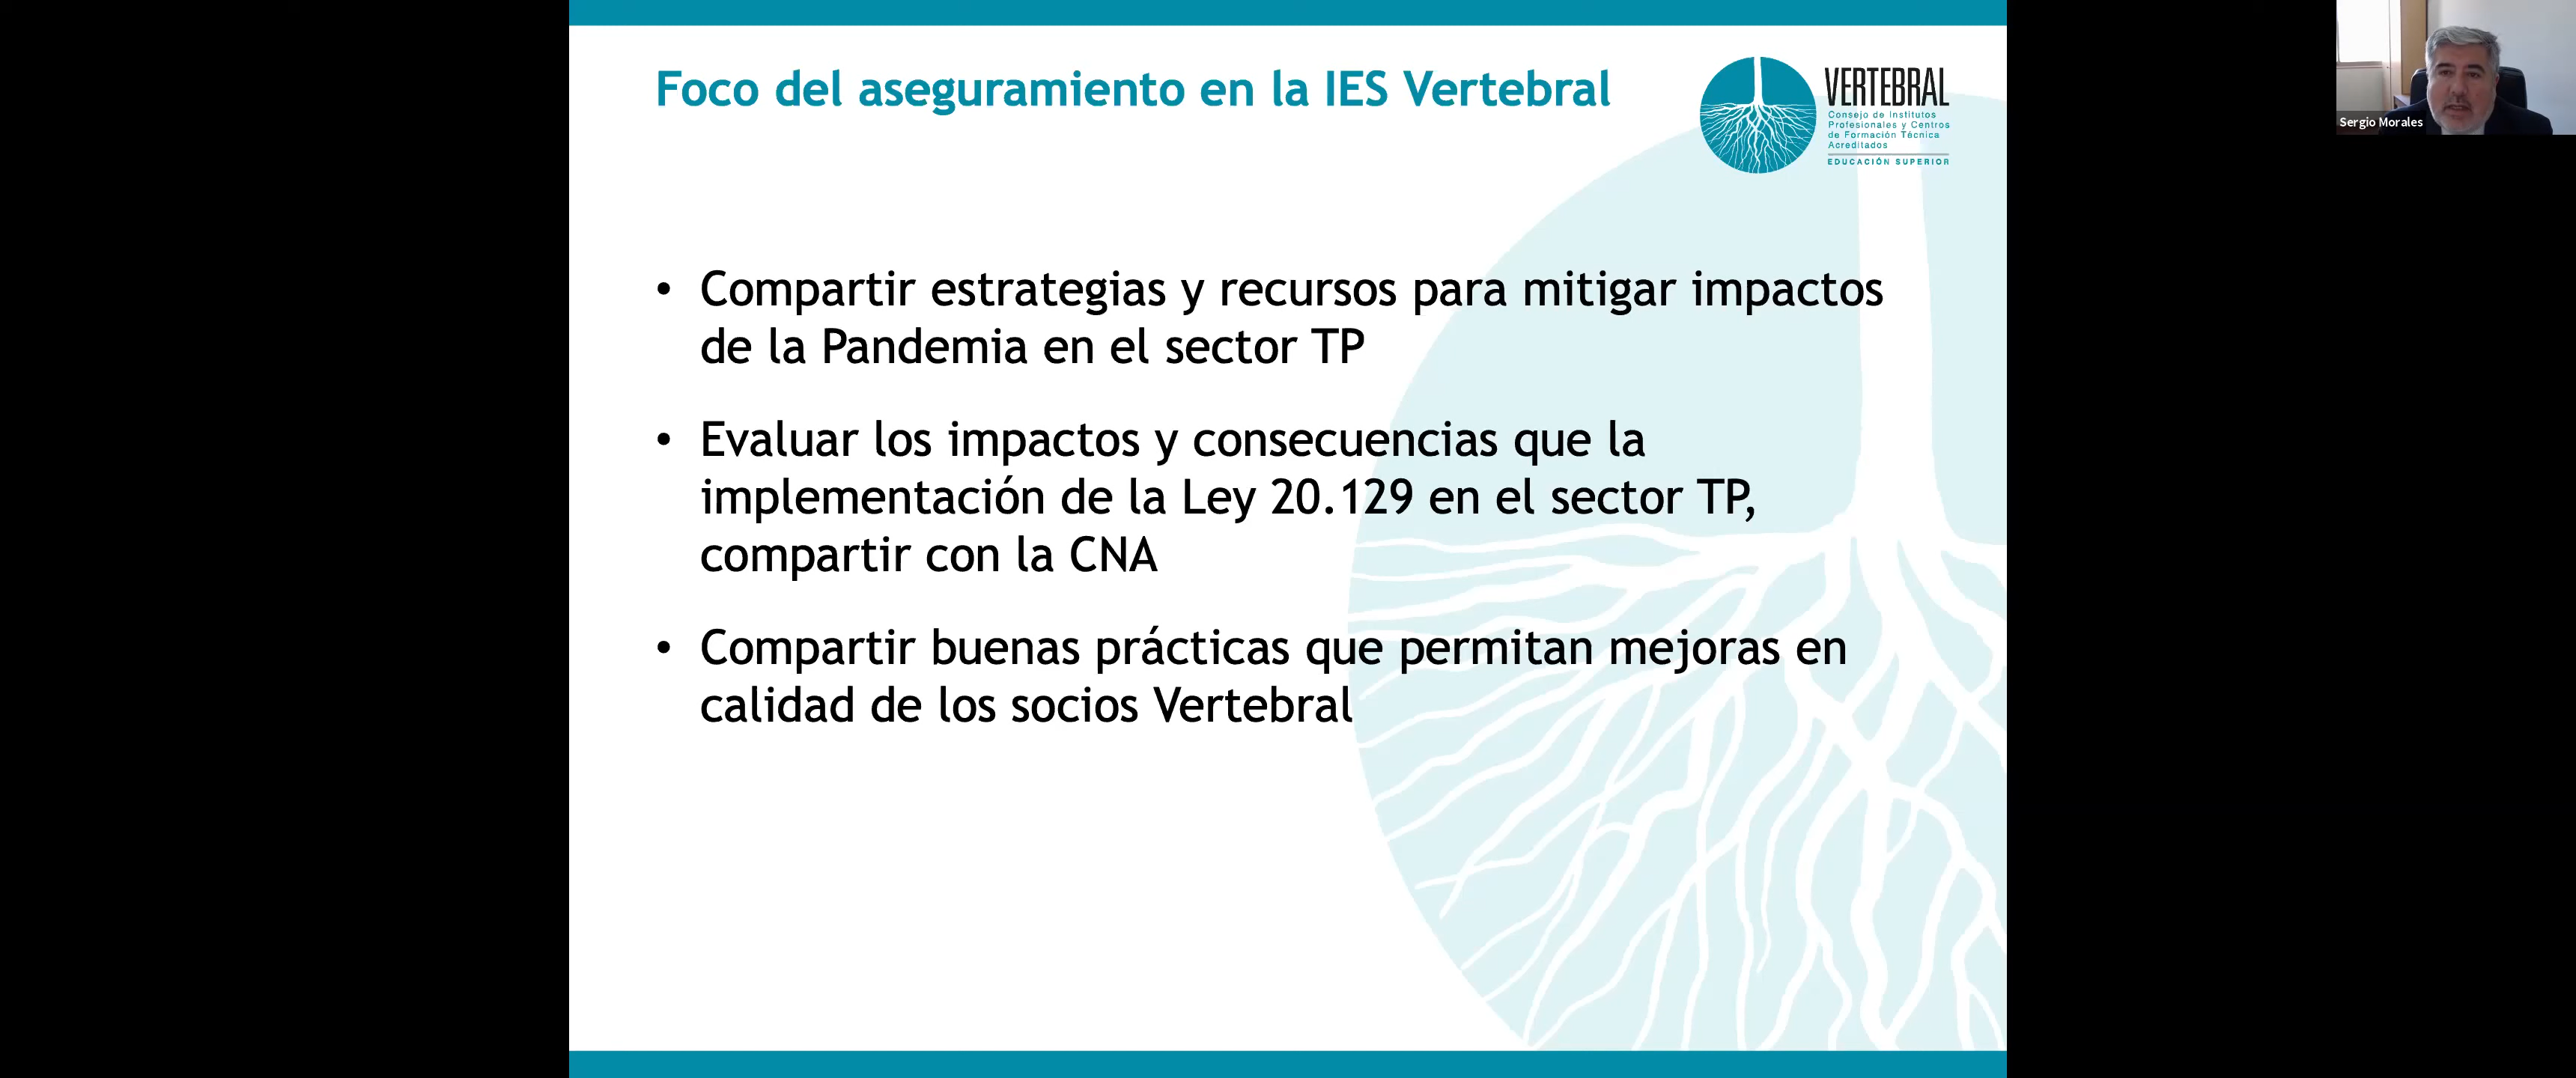 Foco del aseguramiento en la IES Vertebral
VERTEBRAL
Consejo de Institutos
Profesionales y Centros
de Formación Técnica
Acreditados
EDUCACIÓN SUPERIOR
Sergio Morales
• Compartir estrategias y recursos para mitigar impactos
de la Pandemia en el sector TP
• Evaluar los impactos y consecuencias que la
implementación de la Ley 20.129 en el sector TP,
compartir con la CNA
• Compartir buenas prácticas que permitan mejoras en
calidad de los socios Vertebral